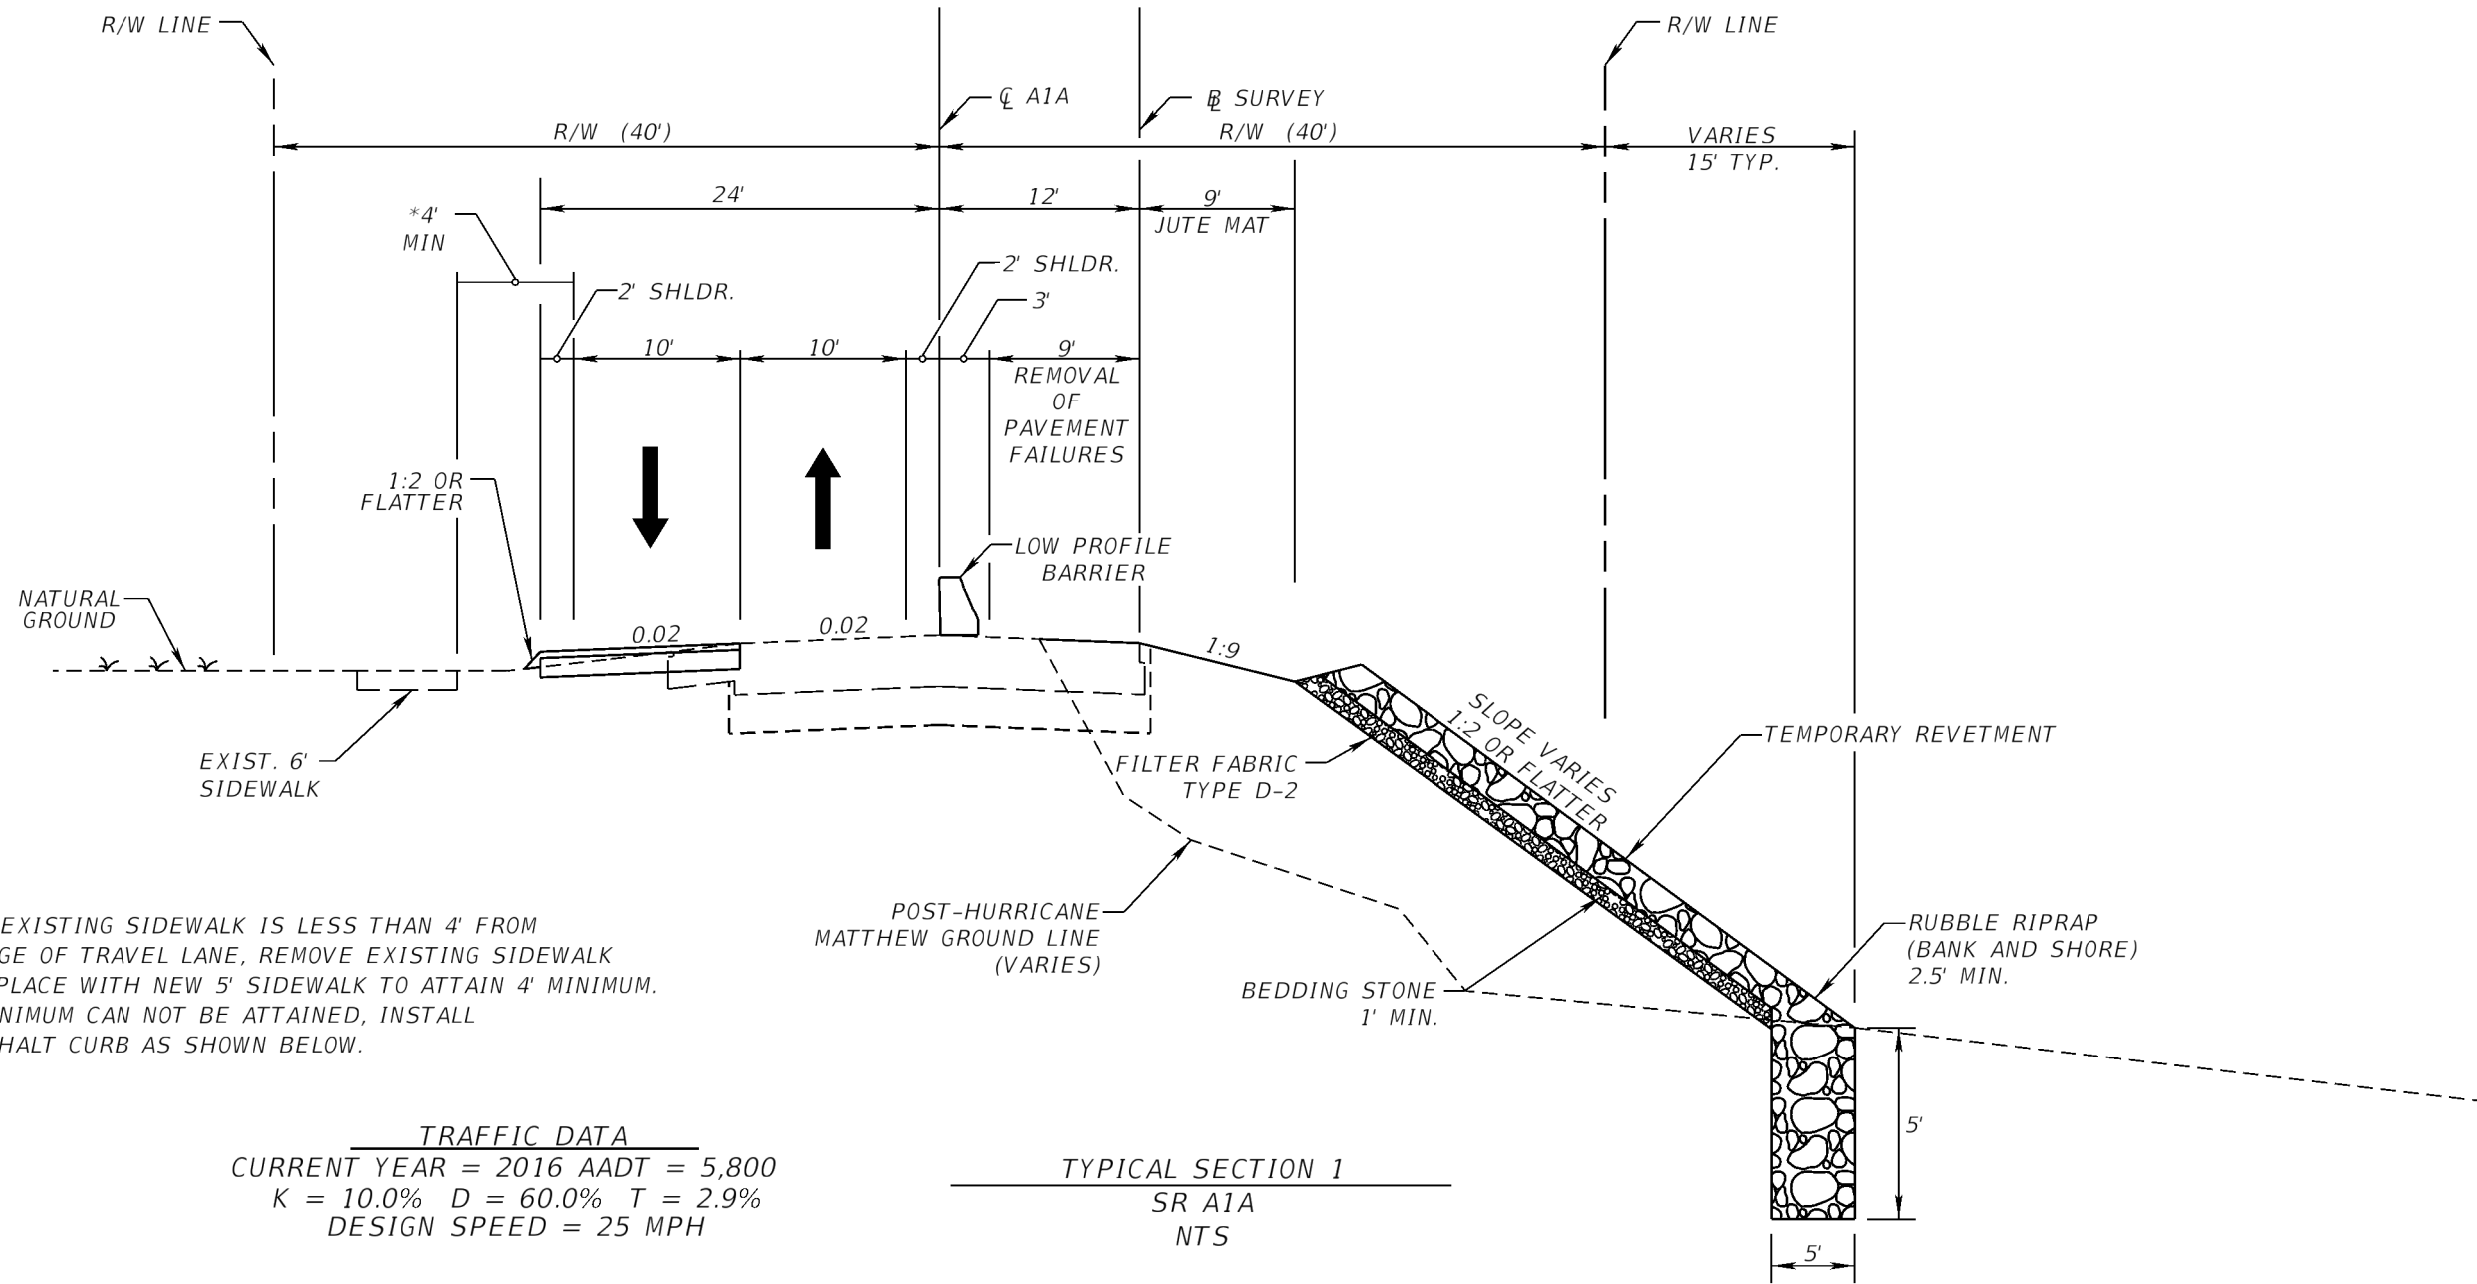 R/W LINE
R/W LINE
℄ A1A
BL SURVEY
R/W (40')
R/W (40')
VARIES
15' TYP.
24'
12'
9'
JUTE MAT
*4'
MIN
2' SHLDR.
2' SHLDR.
3'
10'
10'
9'
REMOVAL
OF
PAVEMENT
FAILURES
1:2 OR
FLATTER
LOW PROFILE
BARRIER
NATURAL
GROUND
0.02
0.02
1:9
EXIST. 6'
SIDEWALK
SLOPE VARIES
1:2 OR FLATTER
FILTER FABRIC
TYPE D-2
TEMPORARY REVETMENT
POST-HURRICANE
MATTHEW GROUND LINE
(VARIES)
RUBBLE RIPRAP
(BANK AND SHORE)
2.5' MIN.
BEDDING STONE
1' MIN.
EXISTING SIDEWALK IS LESS THAN 4' FROM
GE OF TRAVEL LANE, REMOVE EXISTING SIDEWALK
PLACE WITH NEW 5' SIDEWALK TO ATTAIN 4' MINIMUM.
NIMUM CAN NOT BE ATTAINED, INSTALL
HALT CURB AS SHOWN BELOW.
5'
5'
TRAFFIC DATA
CURRENT YEAR = 2016 AADT = 5,800
K = 10.0% D = 60.0% T = 2.9%
DESIGN SPEED = 25 MPH
TYPICAL SECTION 1
SR A1A
NTS